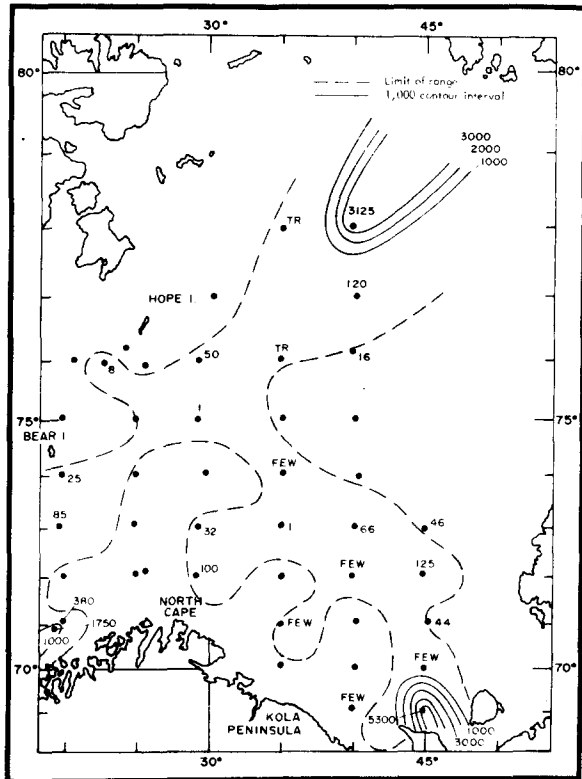 30° 45°
80° 80°
Limit of range
1,000 contour interval
3000
2000
1000
3125
TR
120
HOPE I.
TR
50
16
8
75° 75°
BEAR I.
FEW
25
85
32
1
66
46
100
FEW
125
380
NORTH
CAPE
1000
1750
FEW
44
70° FEW 70°
FEW
5300
KOLA
PENINSULA
1000
3000
30° 45°